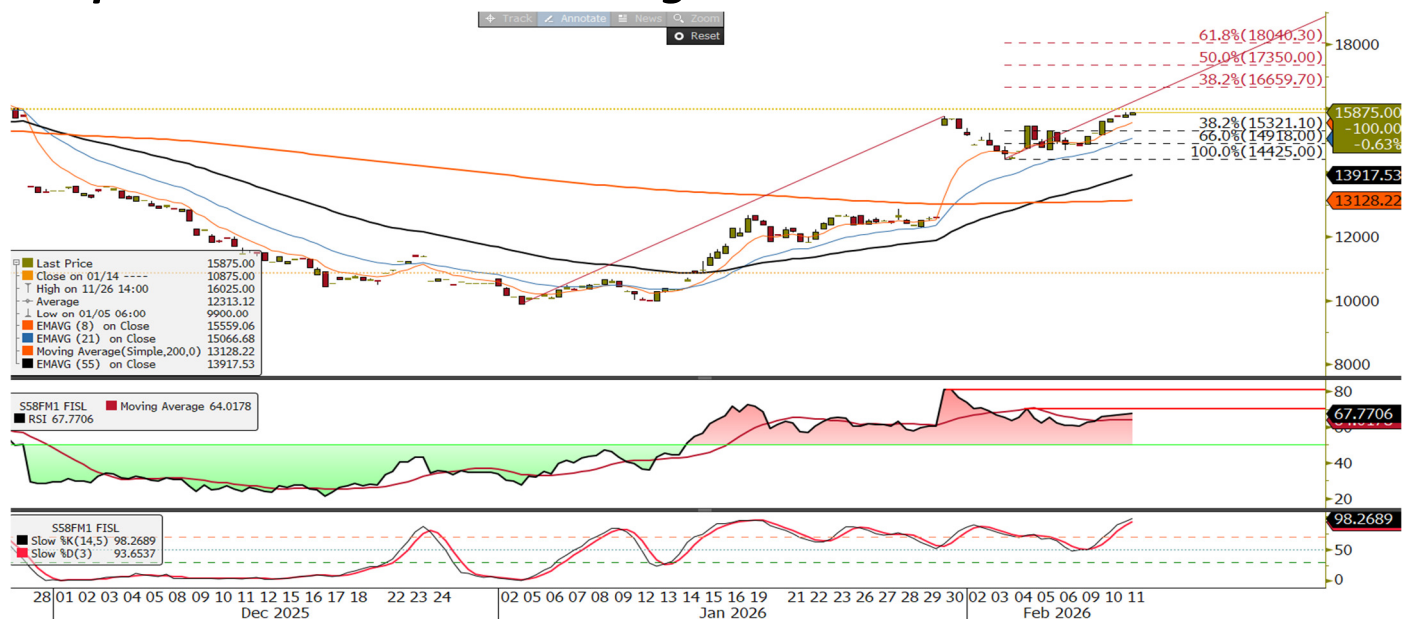 Track Annotate News Zoom
Reset
61.8%(18040.30)
50.0%(17350.00)
38.2%(16659.70)
38.2%(15321.10)
66.0%(14918.00)
100.0%(14425.00)
18000
15875.00
-100.00
-0.63%
13917.53
13128.22
12000
10000
8000
Last Price 15875.00
Close on 01/14 ---- 10875.00
High on 11/26 14:00 16025.00
Average 12313.12
Low on 01/05 06:00 9900.00
EMAVG (8) on Close 15559.06
EMAVG (21) on Close 15066.68
Moving Average(Simple,200,0) 13128.22
EMAVG (55) on Close 13917.53
S58FM1 FISL Moving Average 64.0178
RSI 67.7706
80
67.7706
40
20
S58FM1 FISL
Slow %K(14,5) 98.2689
Slow %D(3) 93.6537
98.2689
50
0
28 01 02 03 04 05 08 09 10 11 12 15 16 17 18 22 23 24 02 05 06 07 08 09 12 13 14 15 16 19 21 22 23 26 27 28 29 30 02 03 04 05 06 09 10 11
Dec 2025 Jan 2026 Feb 2026